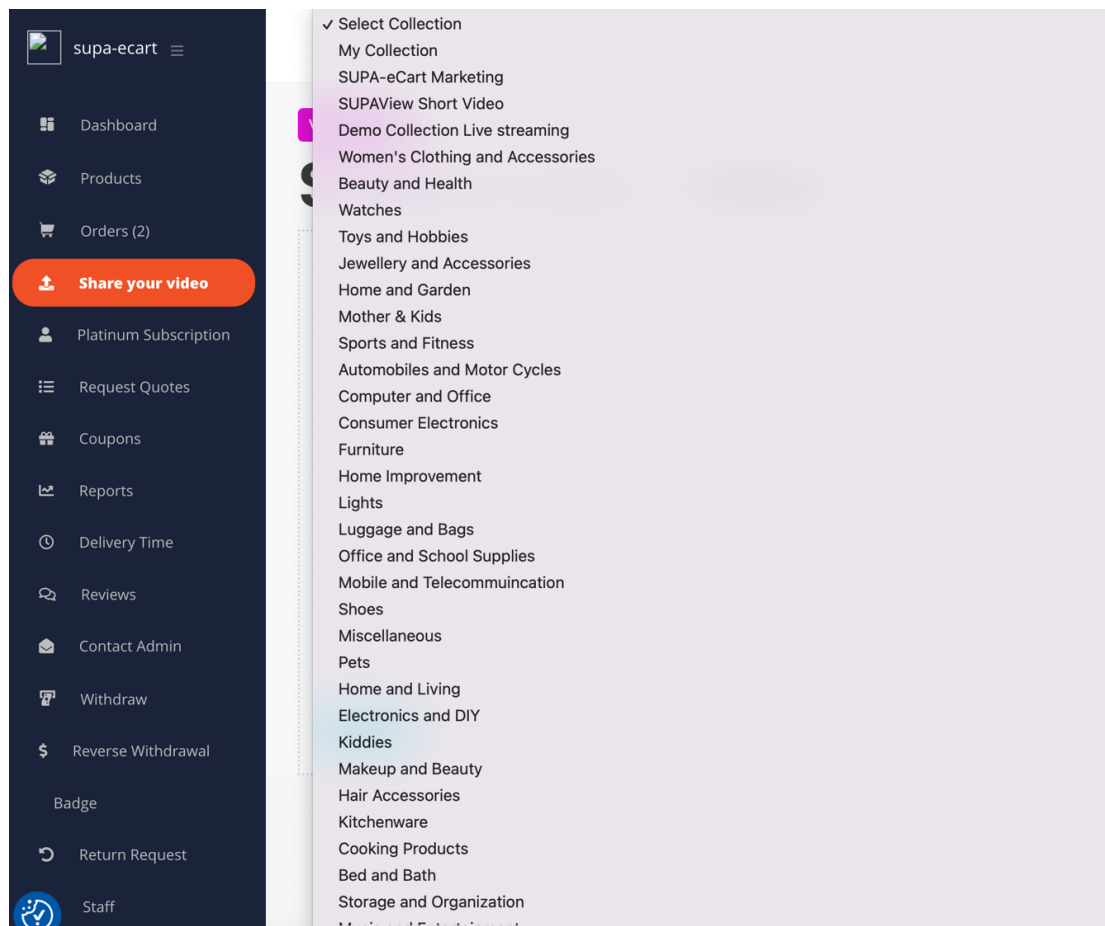 supa-ecart
Dashboard
Products
Orders (2)
Share your video
Platinum Subscription
Request Quotes
Coupons
Reports
Delivery Time
Reviews
Contact Admin
Withdraw
Reverse Withdrawal
Badge
Return Request
Staff
✓ Select Collection
My Collection
SUPA-eCart Marketing
SUPAView Short Video
Demo Collection Live streaming
Women's Clothing and Accessories
Beauty and Health
Watches
Toys and Hobbies
Jewellery and Accessories
Home and Garden
Mother & Kids
Sports and Fitness
Automobiles and Motor Cycles
Computer and Office
Consumer Electronics
Furniture
Home Improvement
Lights
Luggage and Bags
Office and School Supplies
Mobile and Telecommuincation
Shoes
Miscellaneous
Pets
Home and Living
Electronics and DIY
Kiddies
Makeup and Beauty
Hair Accessories
Kitchenware
Cooking Products
Bed and Bath
Storage and Organization